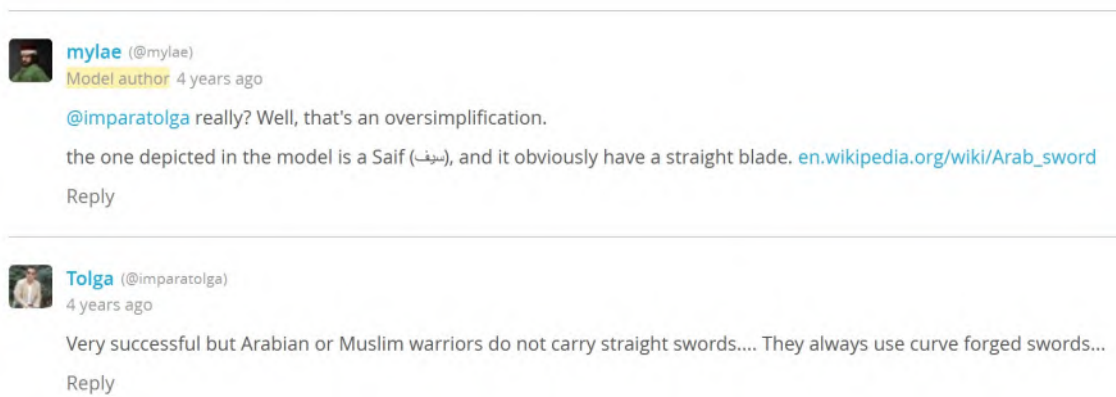 mylae (@mylae)
Model author 4 years ago
@imparatolga really? Well, that's an oversimplification.
the one depicted in the model is a Saif (سيف), and it obviously have a straight blade. en.wikipedia.org/wiki/Arab_sword
Reply
Tolga (@imparatolga)
4 years ago
Very successful but Arabian or Muslim warriors do not carry straight swords.... They always use curve forged swords...
Reply